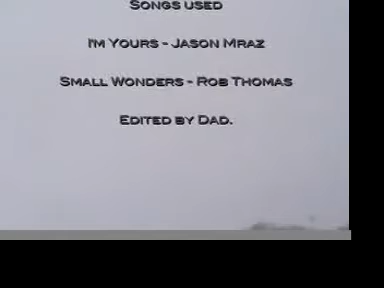 Songs used
I'm Yours - Jason Mraz
Small Wonders - Rob Thomas
Edited by Dad.